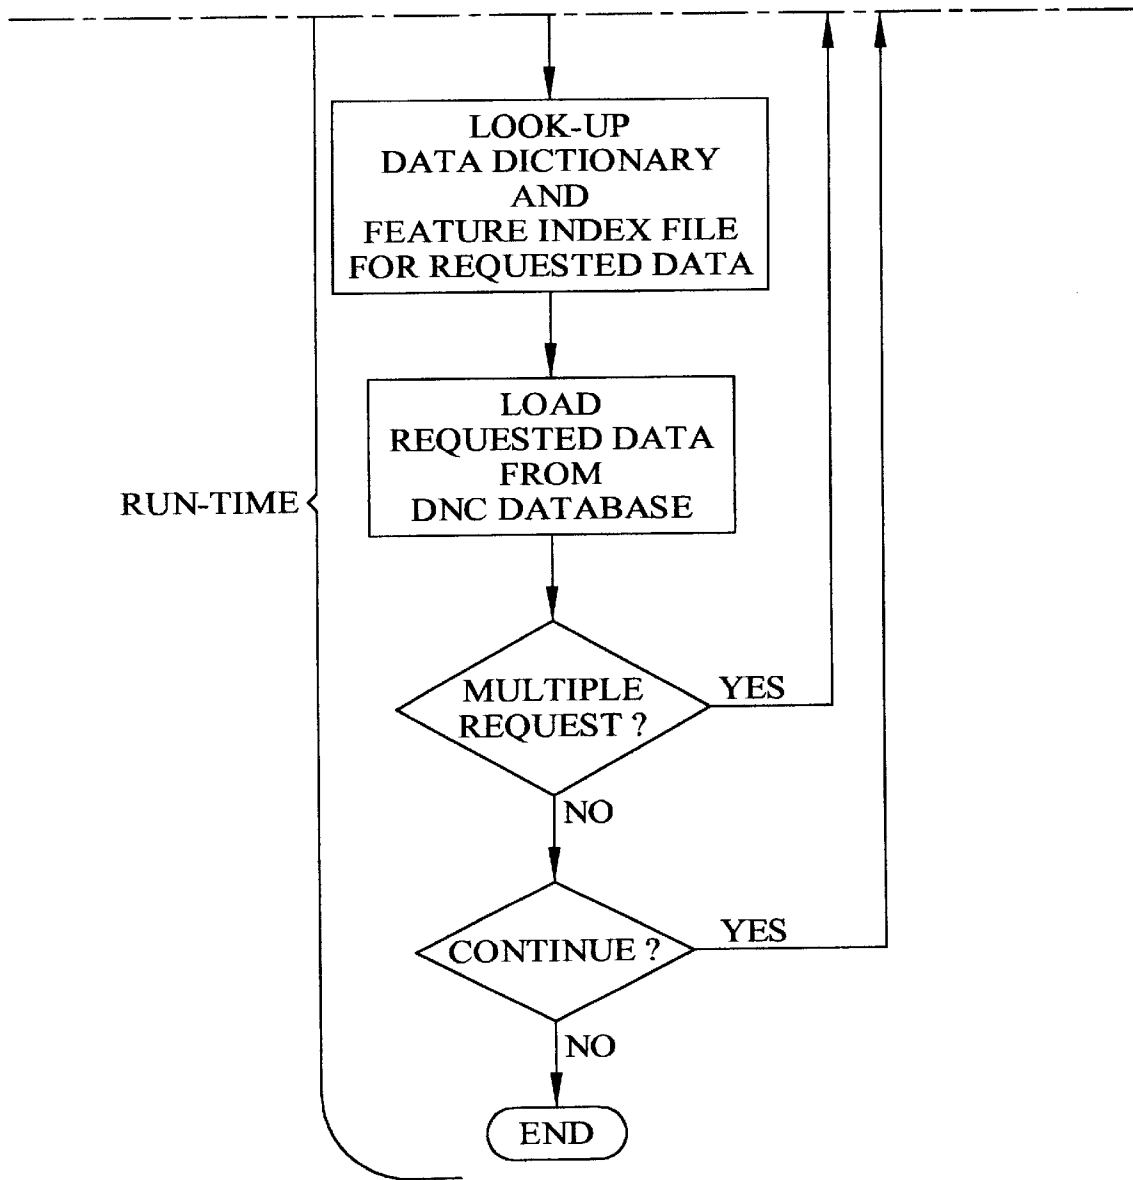 LOOK-UP
DATA DICTIONARY
AND
FEATURE INDEX FILE
FOR REQUESTED DATA
LOAD
REQUESTED DATA
FROM
DNC DATABASE
RUN-TIME
MULTIPLE
REQUEST ?
YES
NO
CONTINUE ?
YES
NO
END